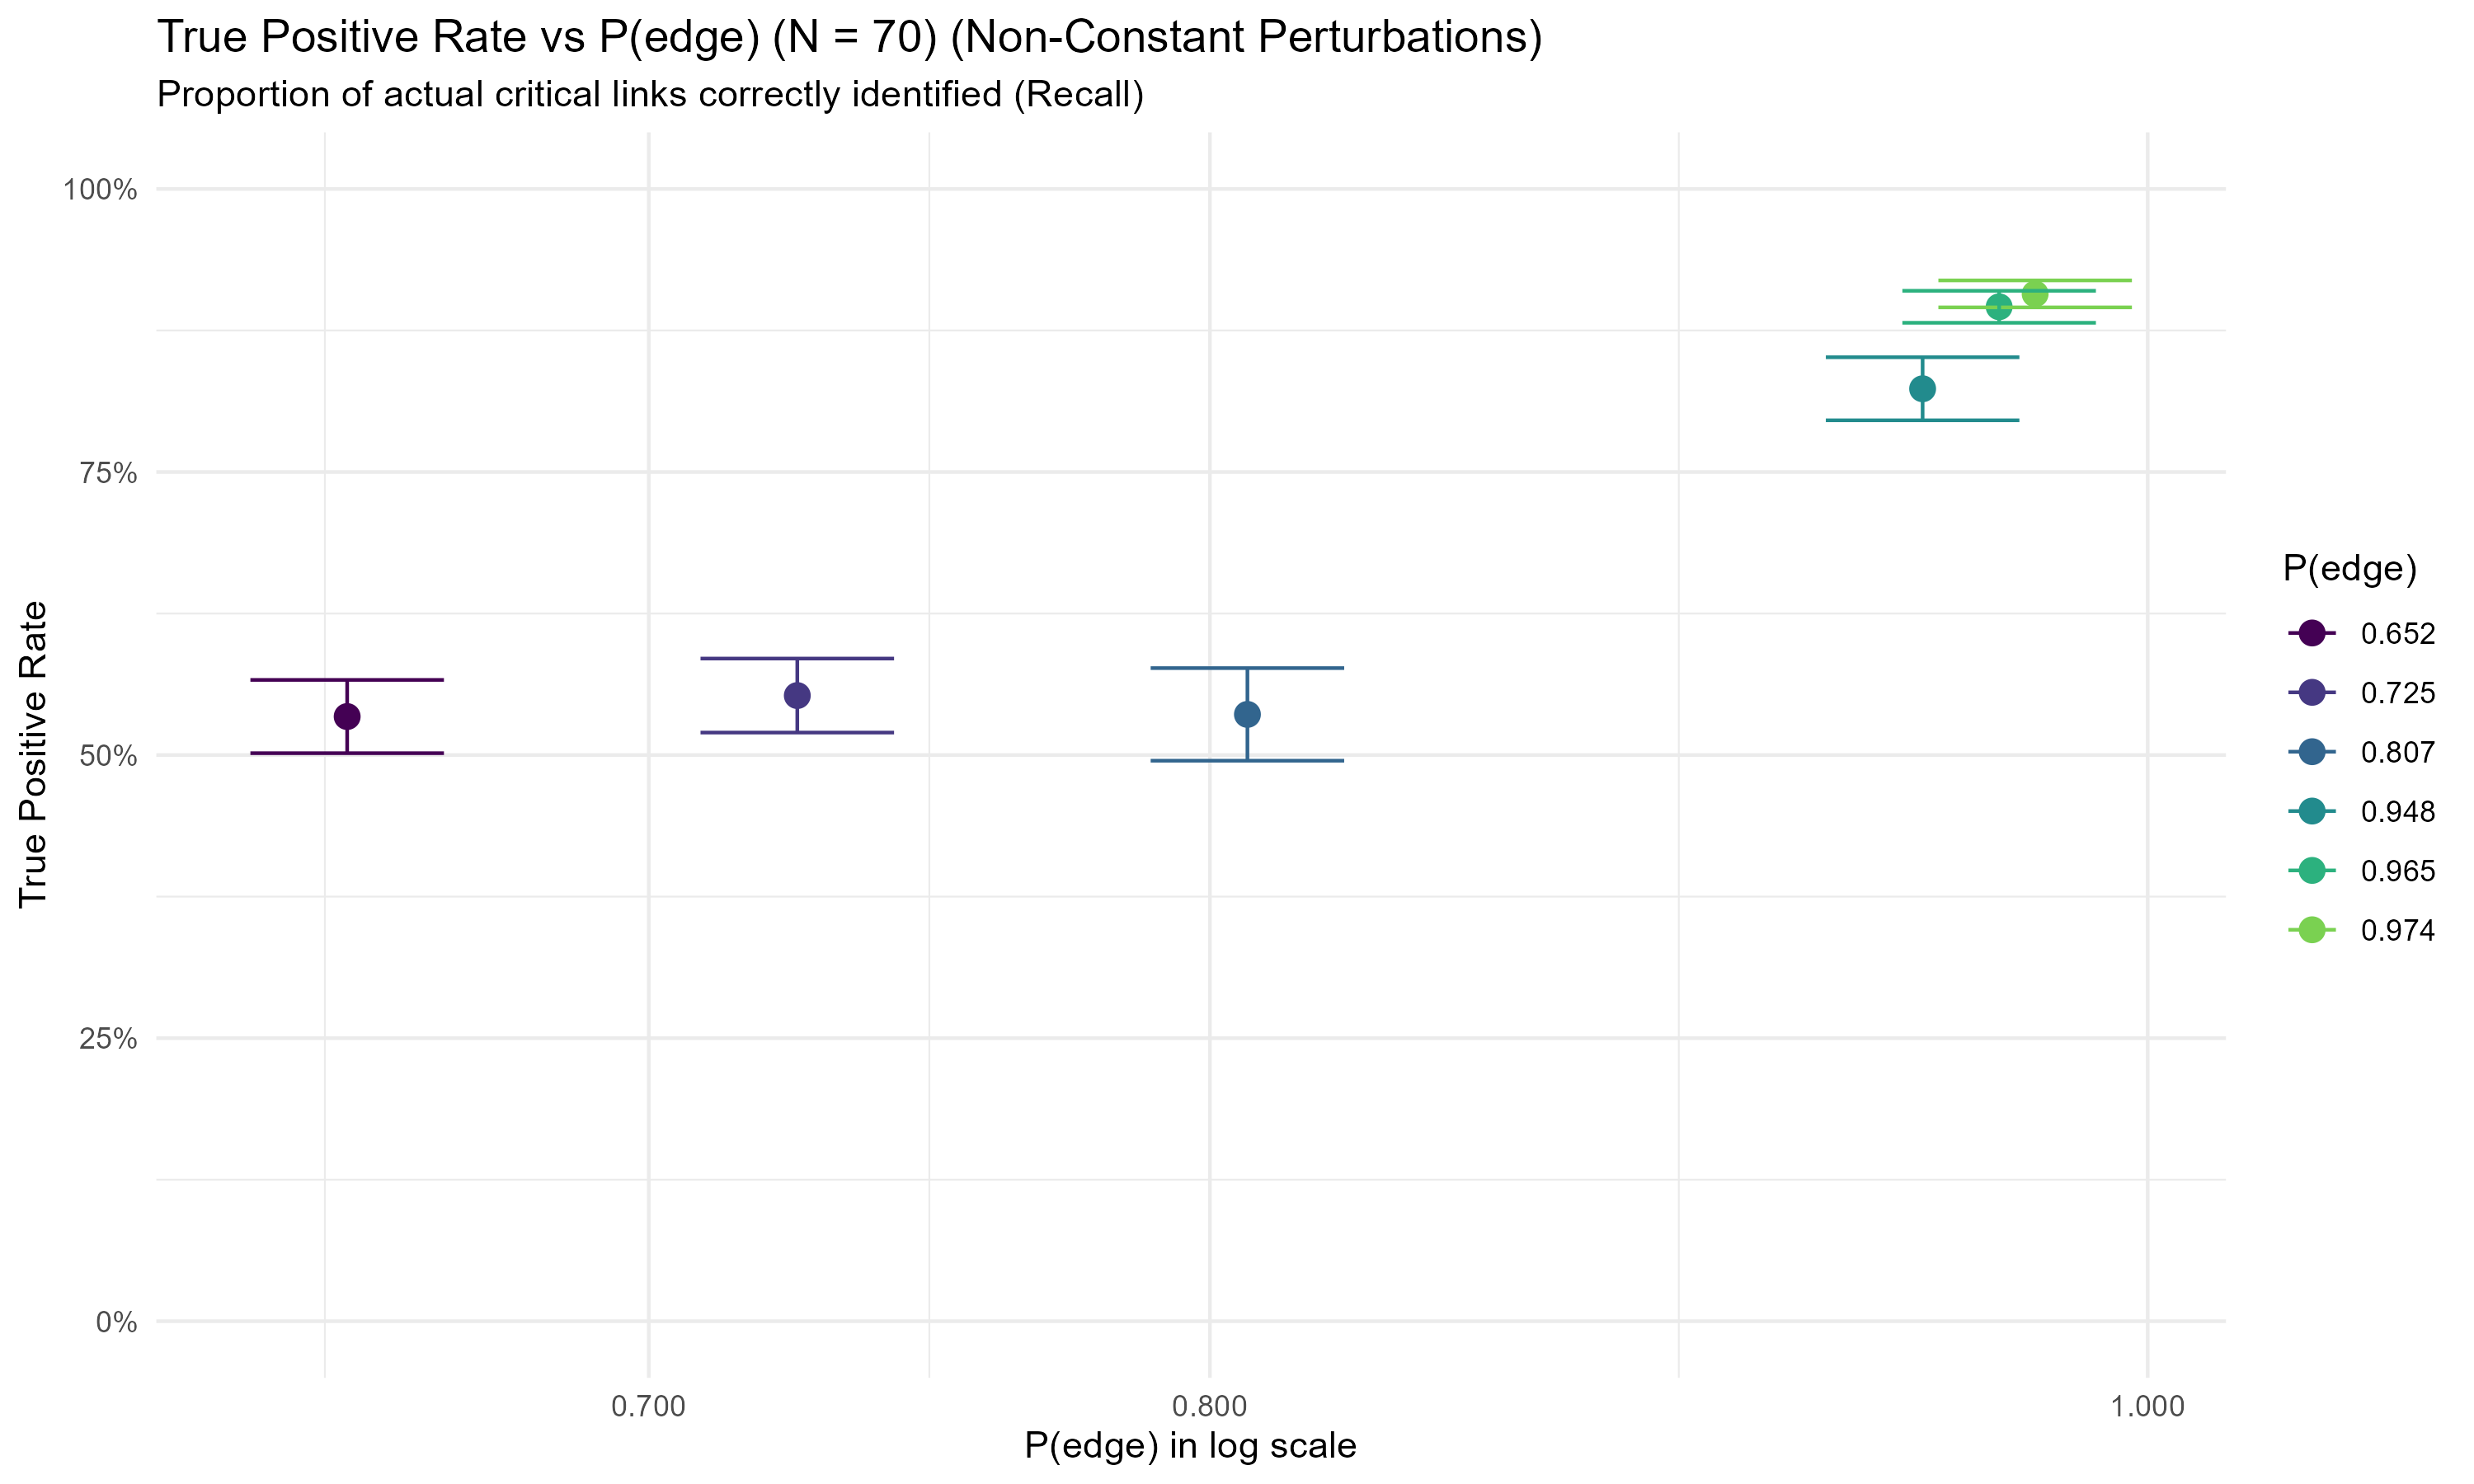 True Positive Rate vs P(edge) (N = 70) (Non-Constant Perturbations)
Proportion of actual critical links correctly identified (Recall)
True Positive Rate
100%
75%
50%
25%
0%
0.700
0.800
1.000
P(edge) in log scale
P(edge)
0.652
0.725
0.807
0.948
0.965
0.974